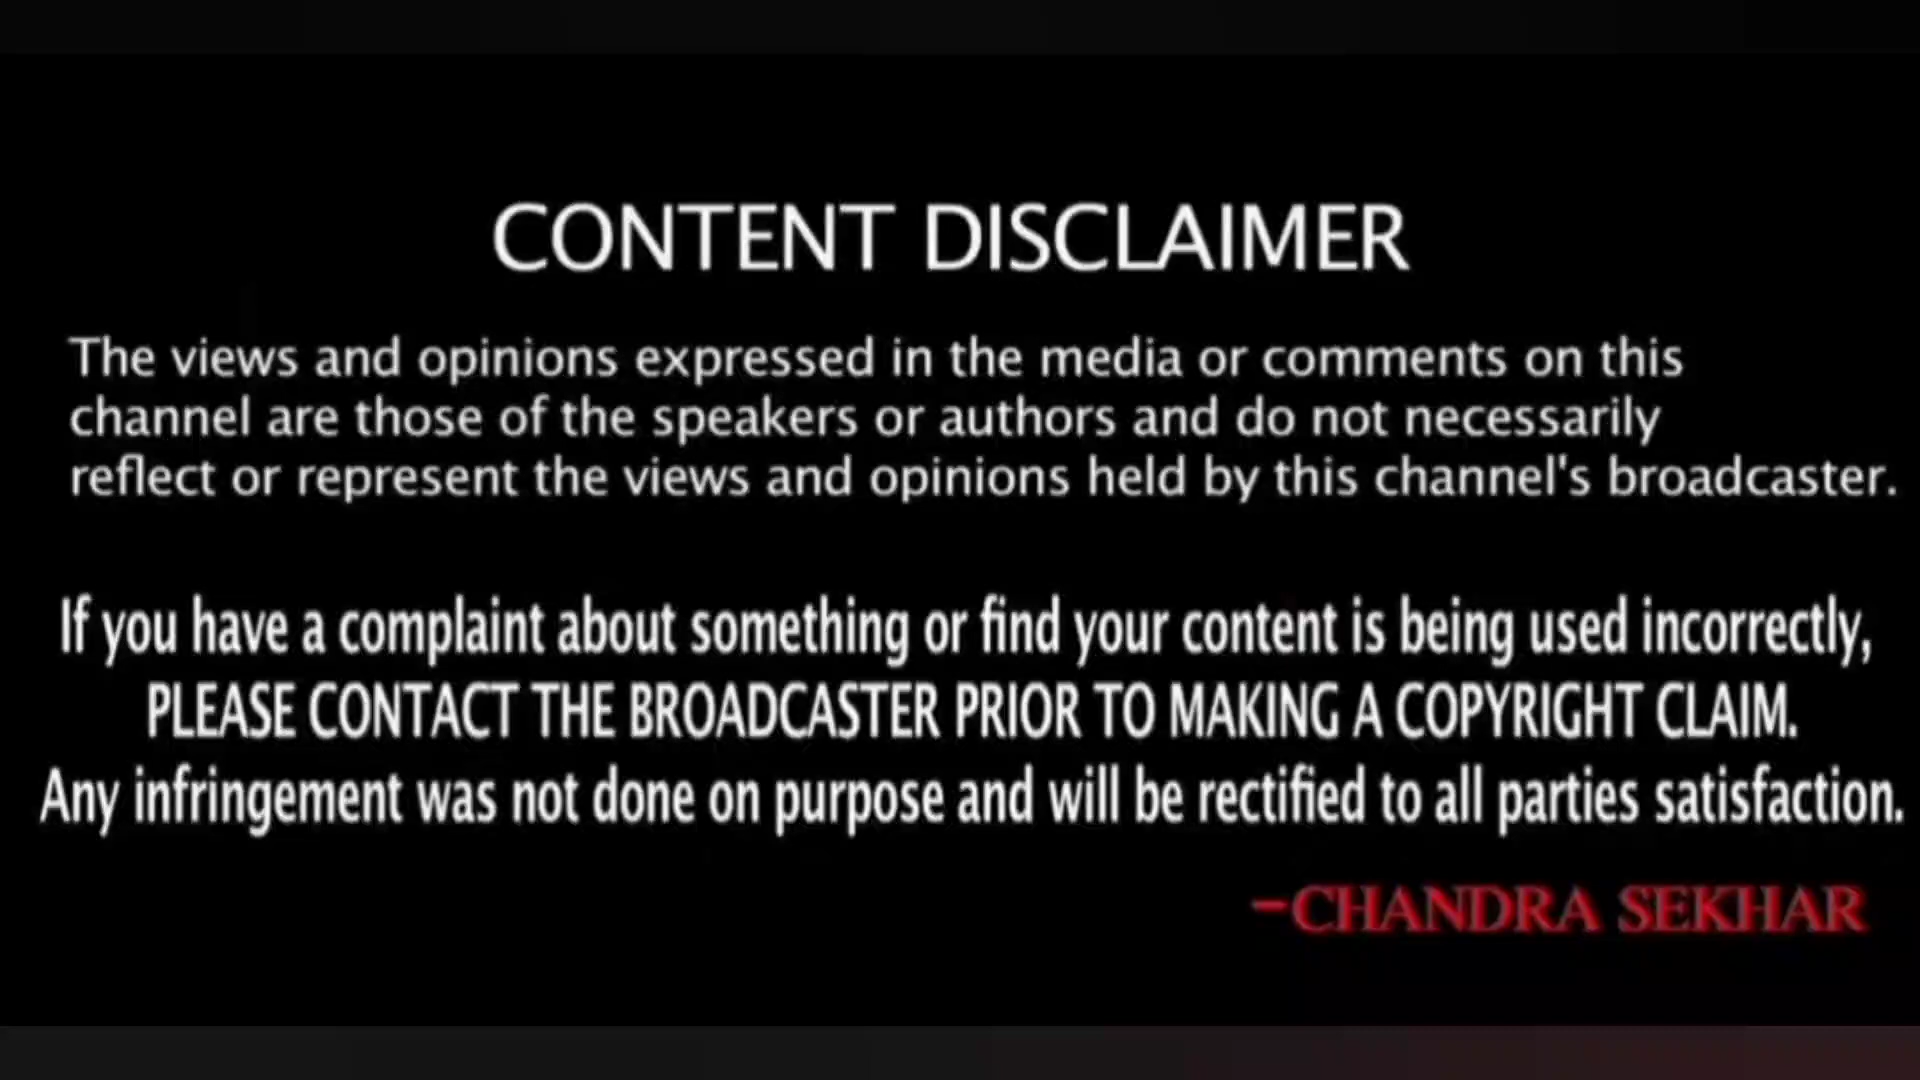 CONTENT DISCLAIMER
The views and opinions expressed in the media or comments on this
channel are those of the speakers or authors and do not necessarily
reflect or represent the views and opinions held by this channel's broadcaster.
If you have a complaint about something or find your content is being used incorrectly,
PLEASE CONTACT THE BROADCASTER PRIOR TO MAKING A COPYRIGHT CLAIM.
Any infringement was not done on purpose and will be rectified to all parties satisfaction.
-CHANDRA SEKHAR